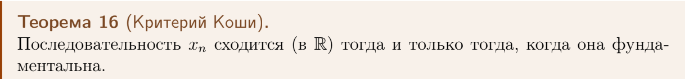 Теорема 16 (Критерий Коши).
Последовательность xₙ сходится (в ℝ) тогда и только тогда, когда она фунда-
ментальна.